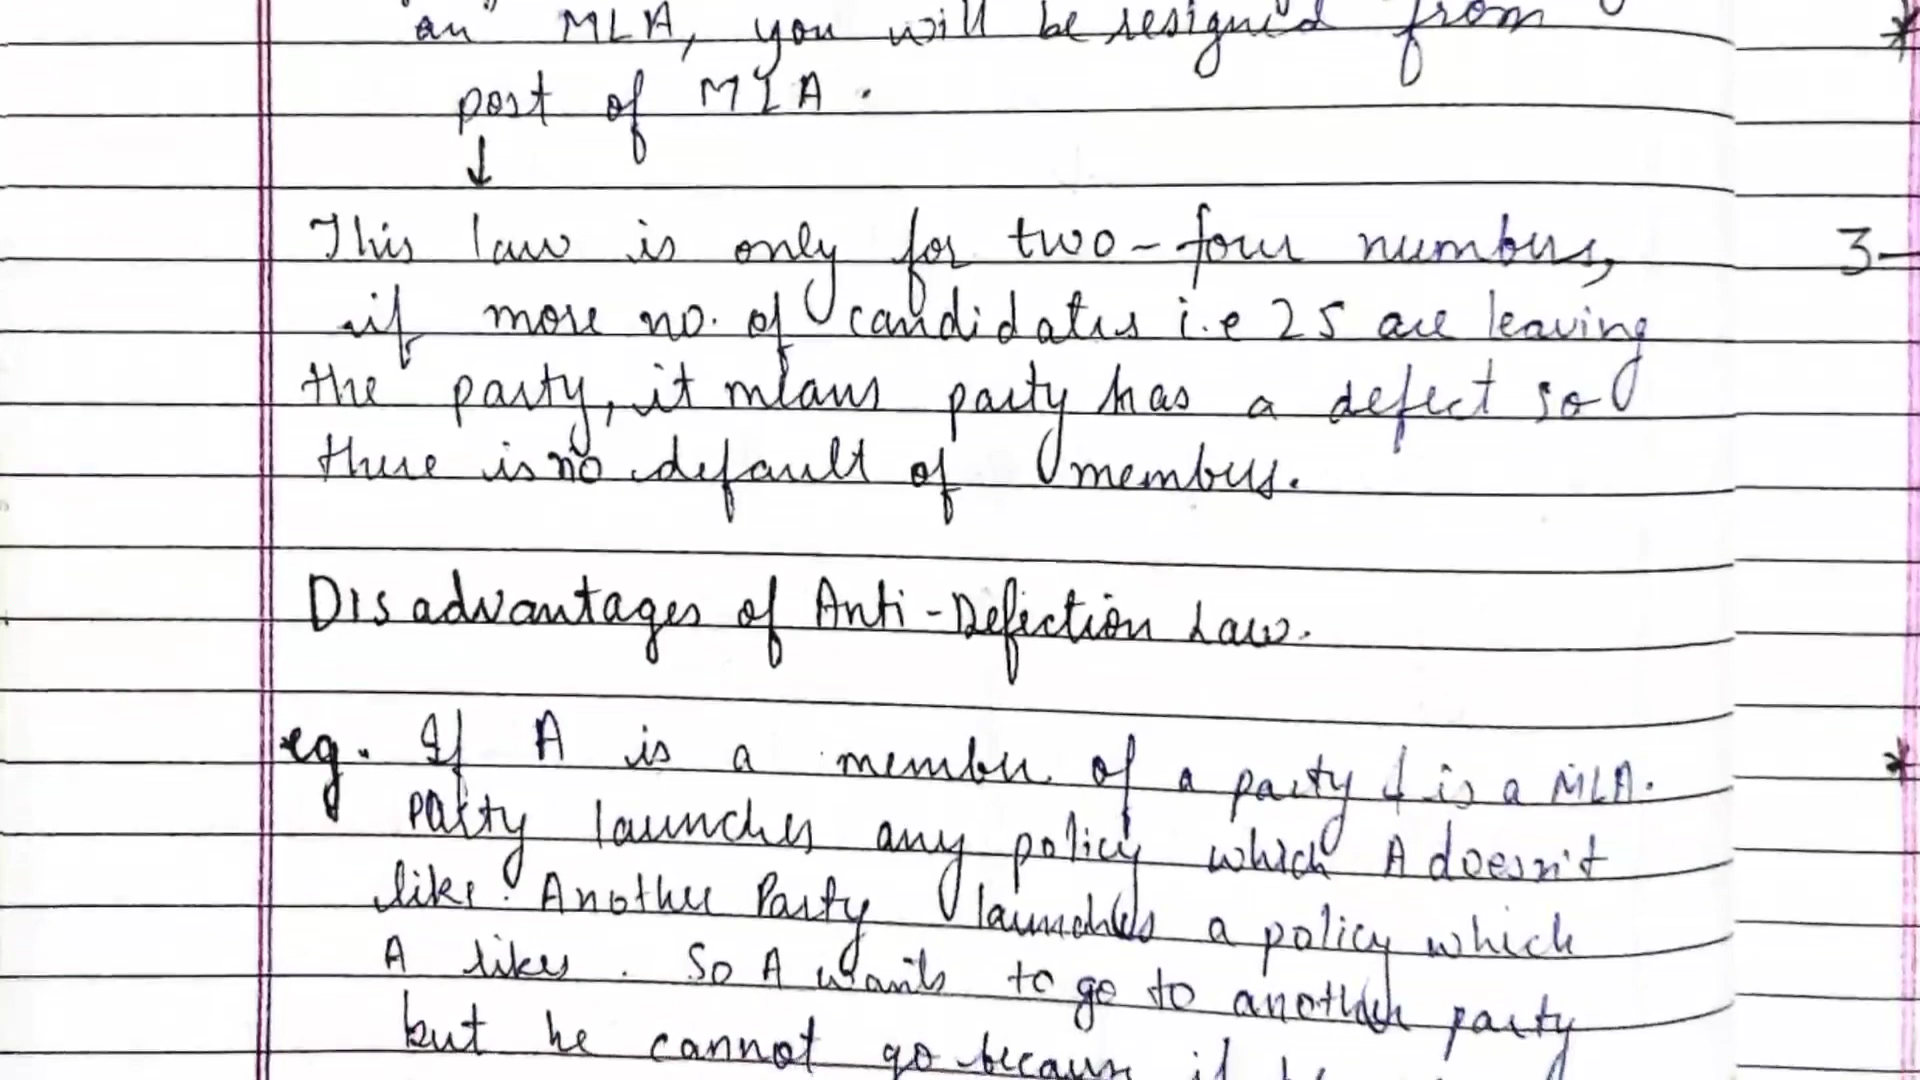 an MLA, you will be resigned from
post of MLA.
↓
This law is only for two-four numbers,
if more no. of candidates i.e 25 are leaving
the party, it means party has a defect so
there is no default of members.
Disadvantages of Anti-Defection Law.
eg. If A is a member of a party & is a MLA.
Party launches any policy which A doesn't
like. Another Party launches a policy which
A likes. So A wants to go to another party
but he cannot go because if
*
3-
*